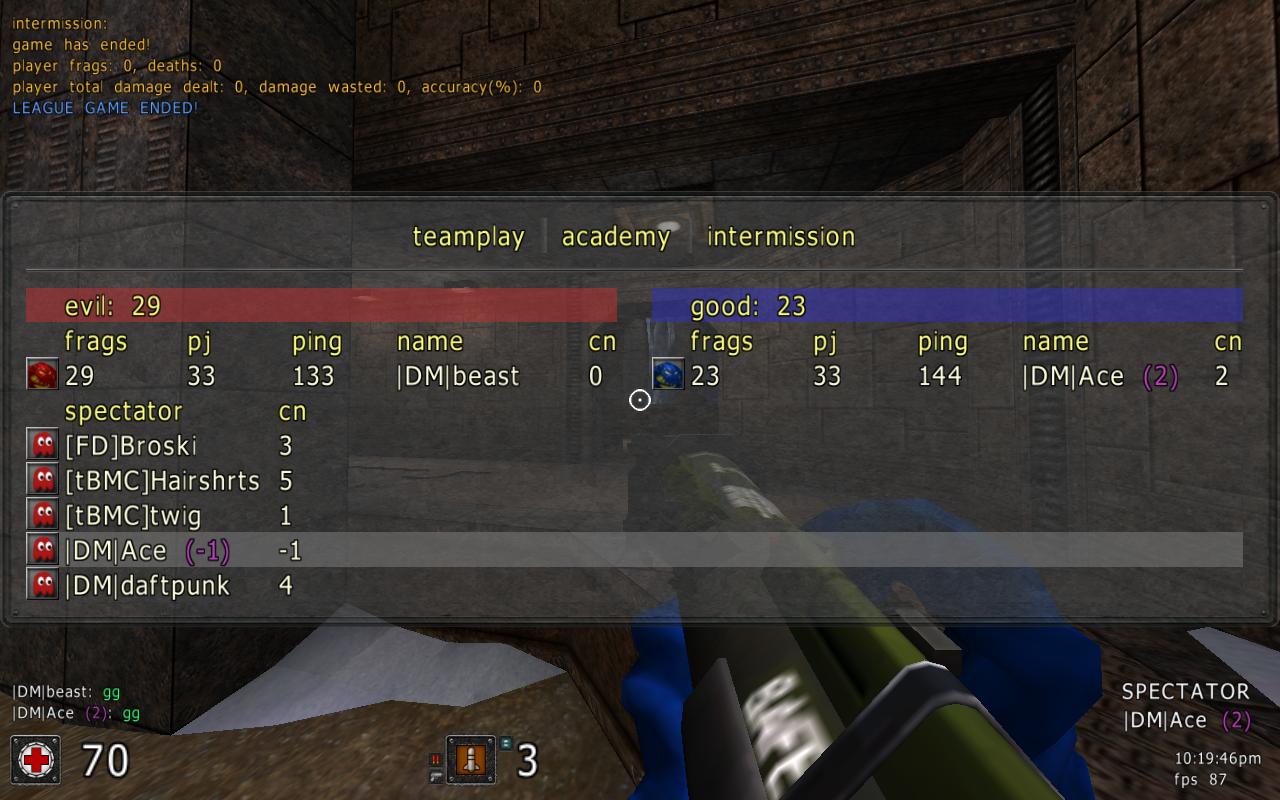 intermission:
game has ended!
player frags: 0, deaths: 0
player total damage dealt: 0, damage wasted: 0, accuracy(%): 0
LEAGUE GAME ENDED!
teamplay academy intermission
evil: 29 good: 23
frags pj ping name cn frags pj ping name cn
29 33 133 |DM|beast 0 23 33 144 |DM|Ace (2) 2
spectator cn
[FD]Broski 3
[tBMC]Hairshrts 5
[tBMC]twig 1
|DM|Ace (-1) -1
|DM|daftpunk 4
|DM|beast: gg
|DM|Ace (2): gg
SPECTATOR
|DM|Ace (2)
70 3
10:19:46pm
fps 87